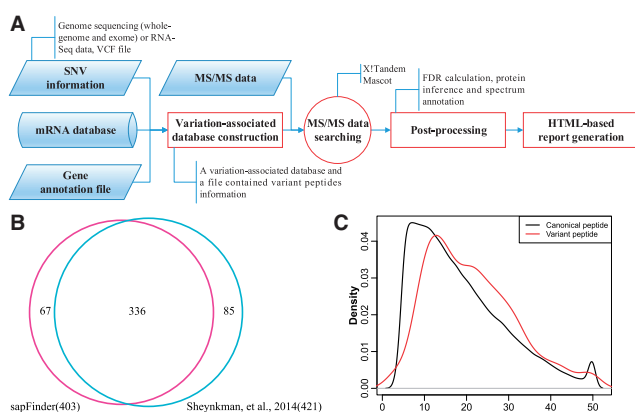 A
Genome sequencing (whole-
genome and exome) or RNA-
Seq data, VCF file
SNV
information
mRNA database
Gene
annotation file
MS/MS data
Variation-associated
database construction
A variation-associated database and
a file contained variant peptides
information
X!Tandem
Mascot
MS/MS data
searching
FDR calculation, protein
inference and spectrum
annotation
Post-processing
HTML-based
report generation
B
67
336
85
sapFinder(403)
Sheynkman, et al., 2014(421)
C
Canonical peptide
Variant peptide
Density
0.04
0.03
0.02
0.01
0.00
0 10 20 30 40 50